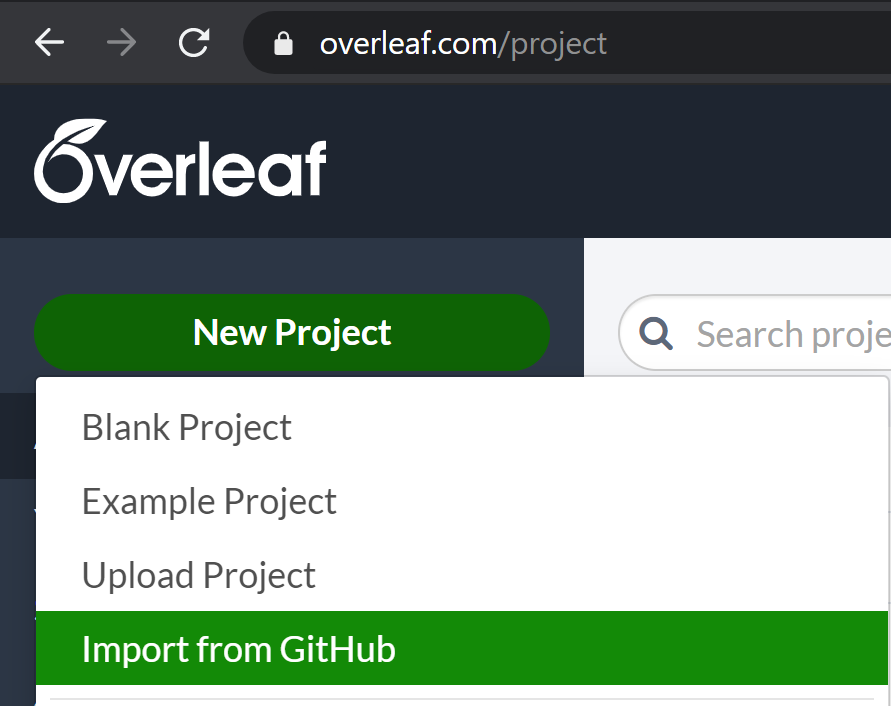 overleaf.com/project
Overleaf
New Project
Search proje
Blank Project
Example Project
Upload Project
Import from GitHub